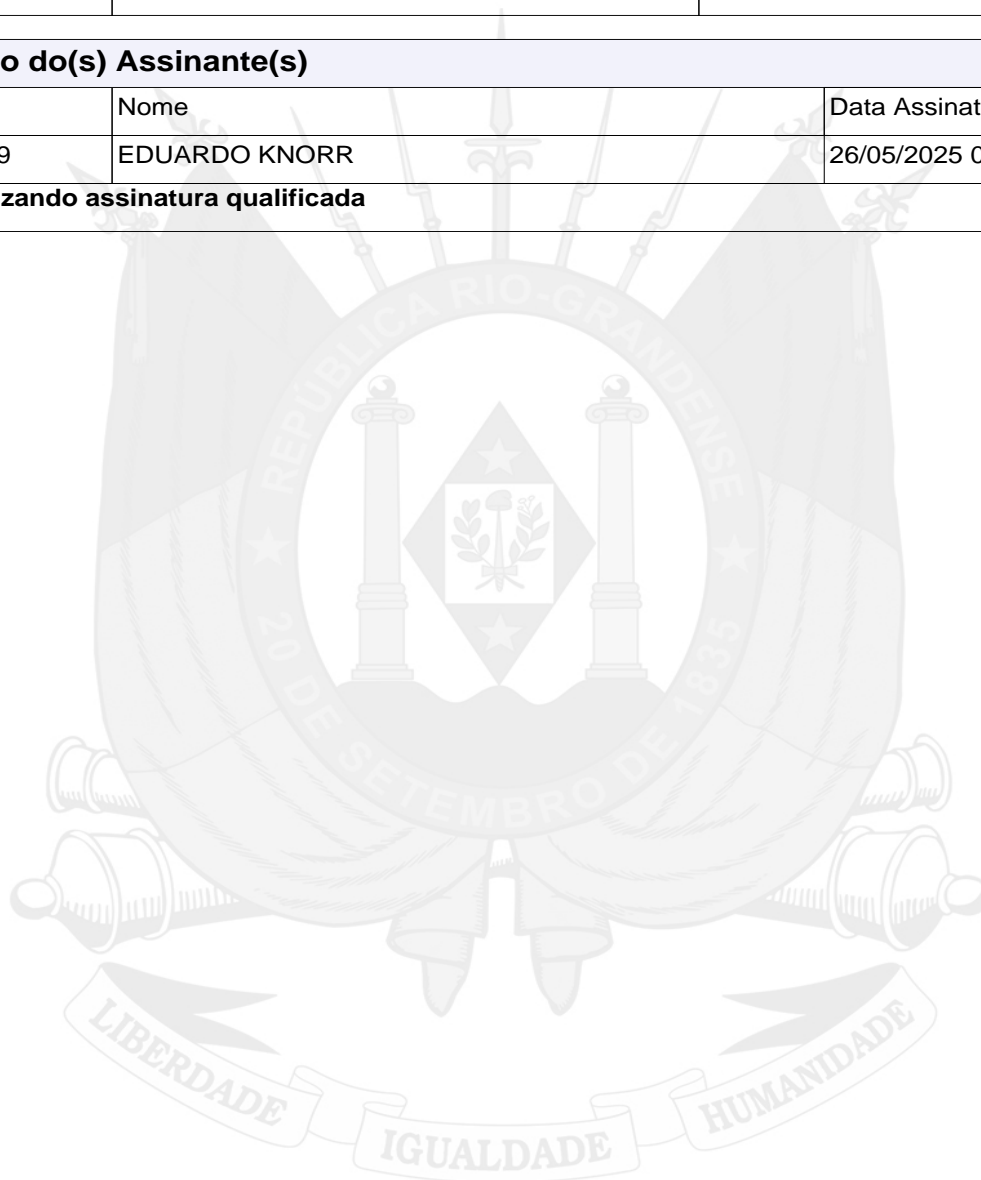 o do(s) Assinante(s)
Nome Data Assinat
9 EDUARDO KNORR 26/05/2025 0
zando assinatura qualificada
REPÚBLICA RIO-GRANDENSE
20 DE SETEMBRO DE 1835
LIBERDADE IGUALDADE HUMANIDADE